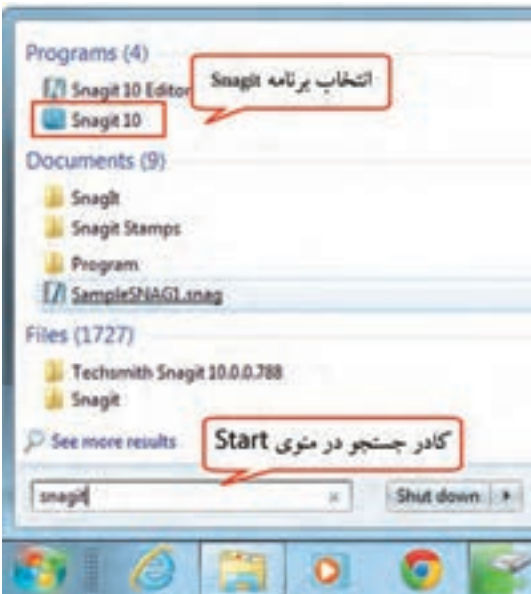 Programs (4)
Snagit 10 Editor
انتخاب برنامه Snagit
Snagit 10
Documents (9)
SnagIt
Snagit Stamps
Program
SampleSNAG1.snag
Files (1727)
Techsmith Snagit 10.0.0.788
Snagit
See more results
کادر جستجو در منوی Start
snagit
Shut down